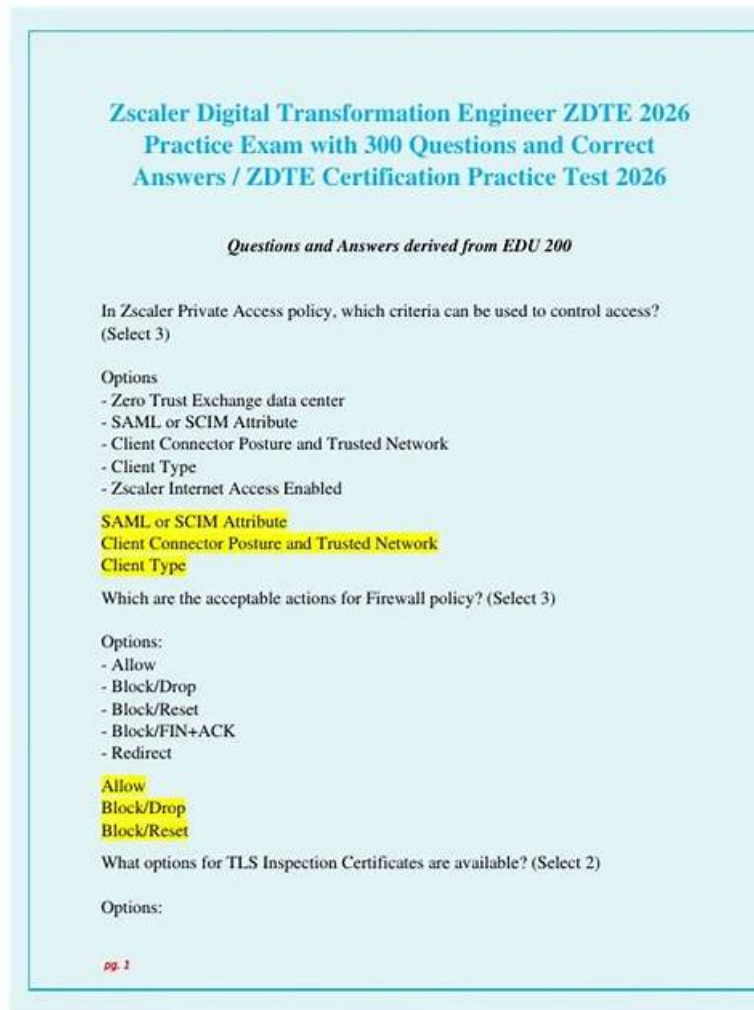 Zscaler Digital Transformation Engineer ZDTE 2026
Practice Exam with 300 Questions and Correct
Answers / ZDTE Certification Practice Test 2026
Questions and Answers derived from EDU 200
In Zscaler Private Access policy, which criteria can be used to control access?
(Select 3)
Options
- Zero Trust Exchange data center
- SAML or SCIM Attribute
- Client Connector Posture and Trusted Network
- Client Type
- Zscaler Internet Access Enabled
SAML or SCIM Attribute
Client Connector Posture and Trusted Network
Client Type
Which are the acceptable actions for Firewall policy? (Select 3)
Options:
- Allow
- Block/Drop
- Block/Reset
- Block/FIN+ACK
- Redirect
Allow
Block/Drop
Block/Reset
What options for TLS Inspection Certificates are available? (Select 2)
Options:
pg. 1